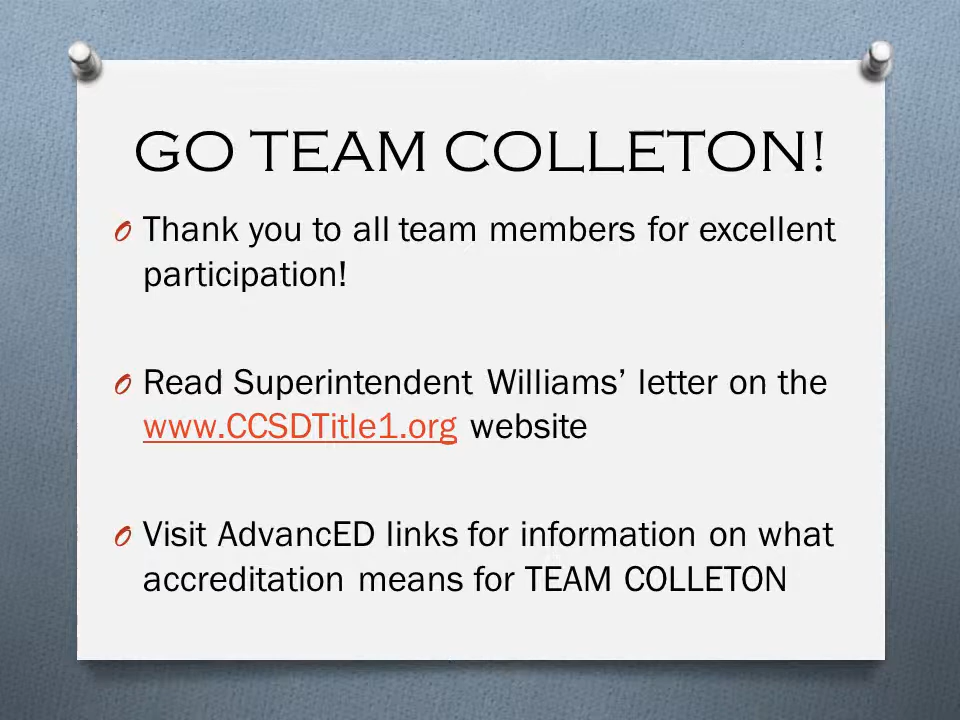 GO TEAM COLLETON!
Thank you to all team members for excellent
participation!
Read Superintendent Williams’ letter on the
www.CCSDTitle1.org website
Visit AdvancED links for information on what
accreditation means for TEAM COLLETON